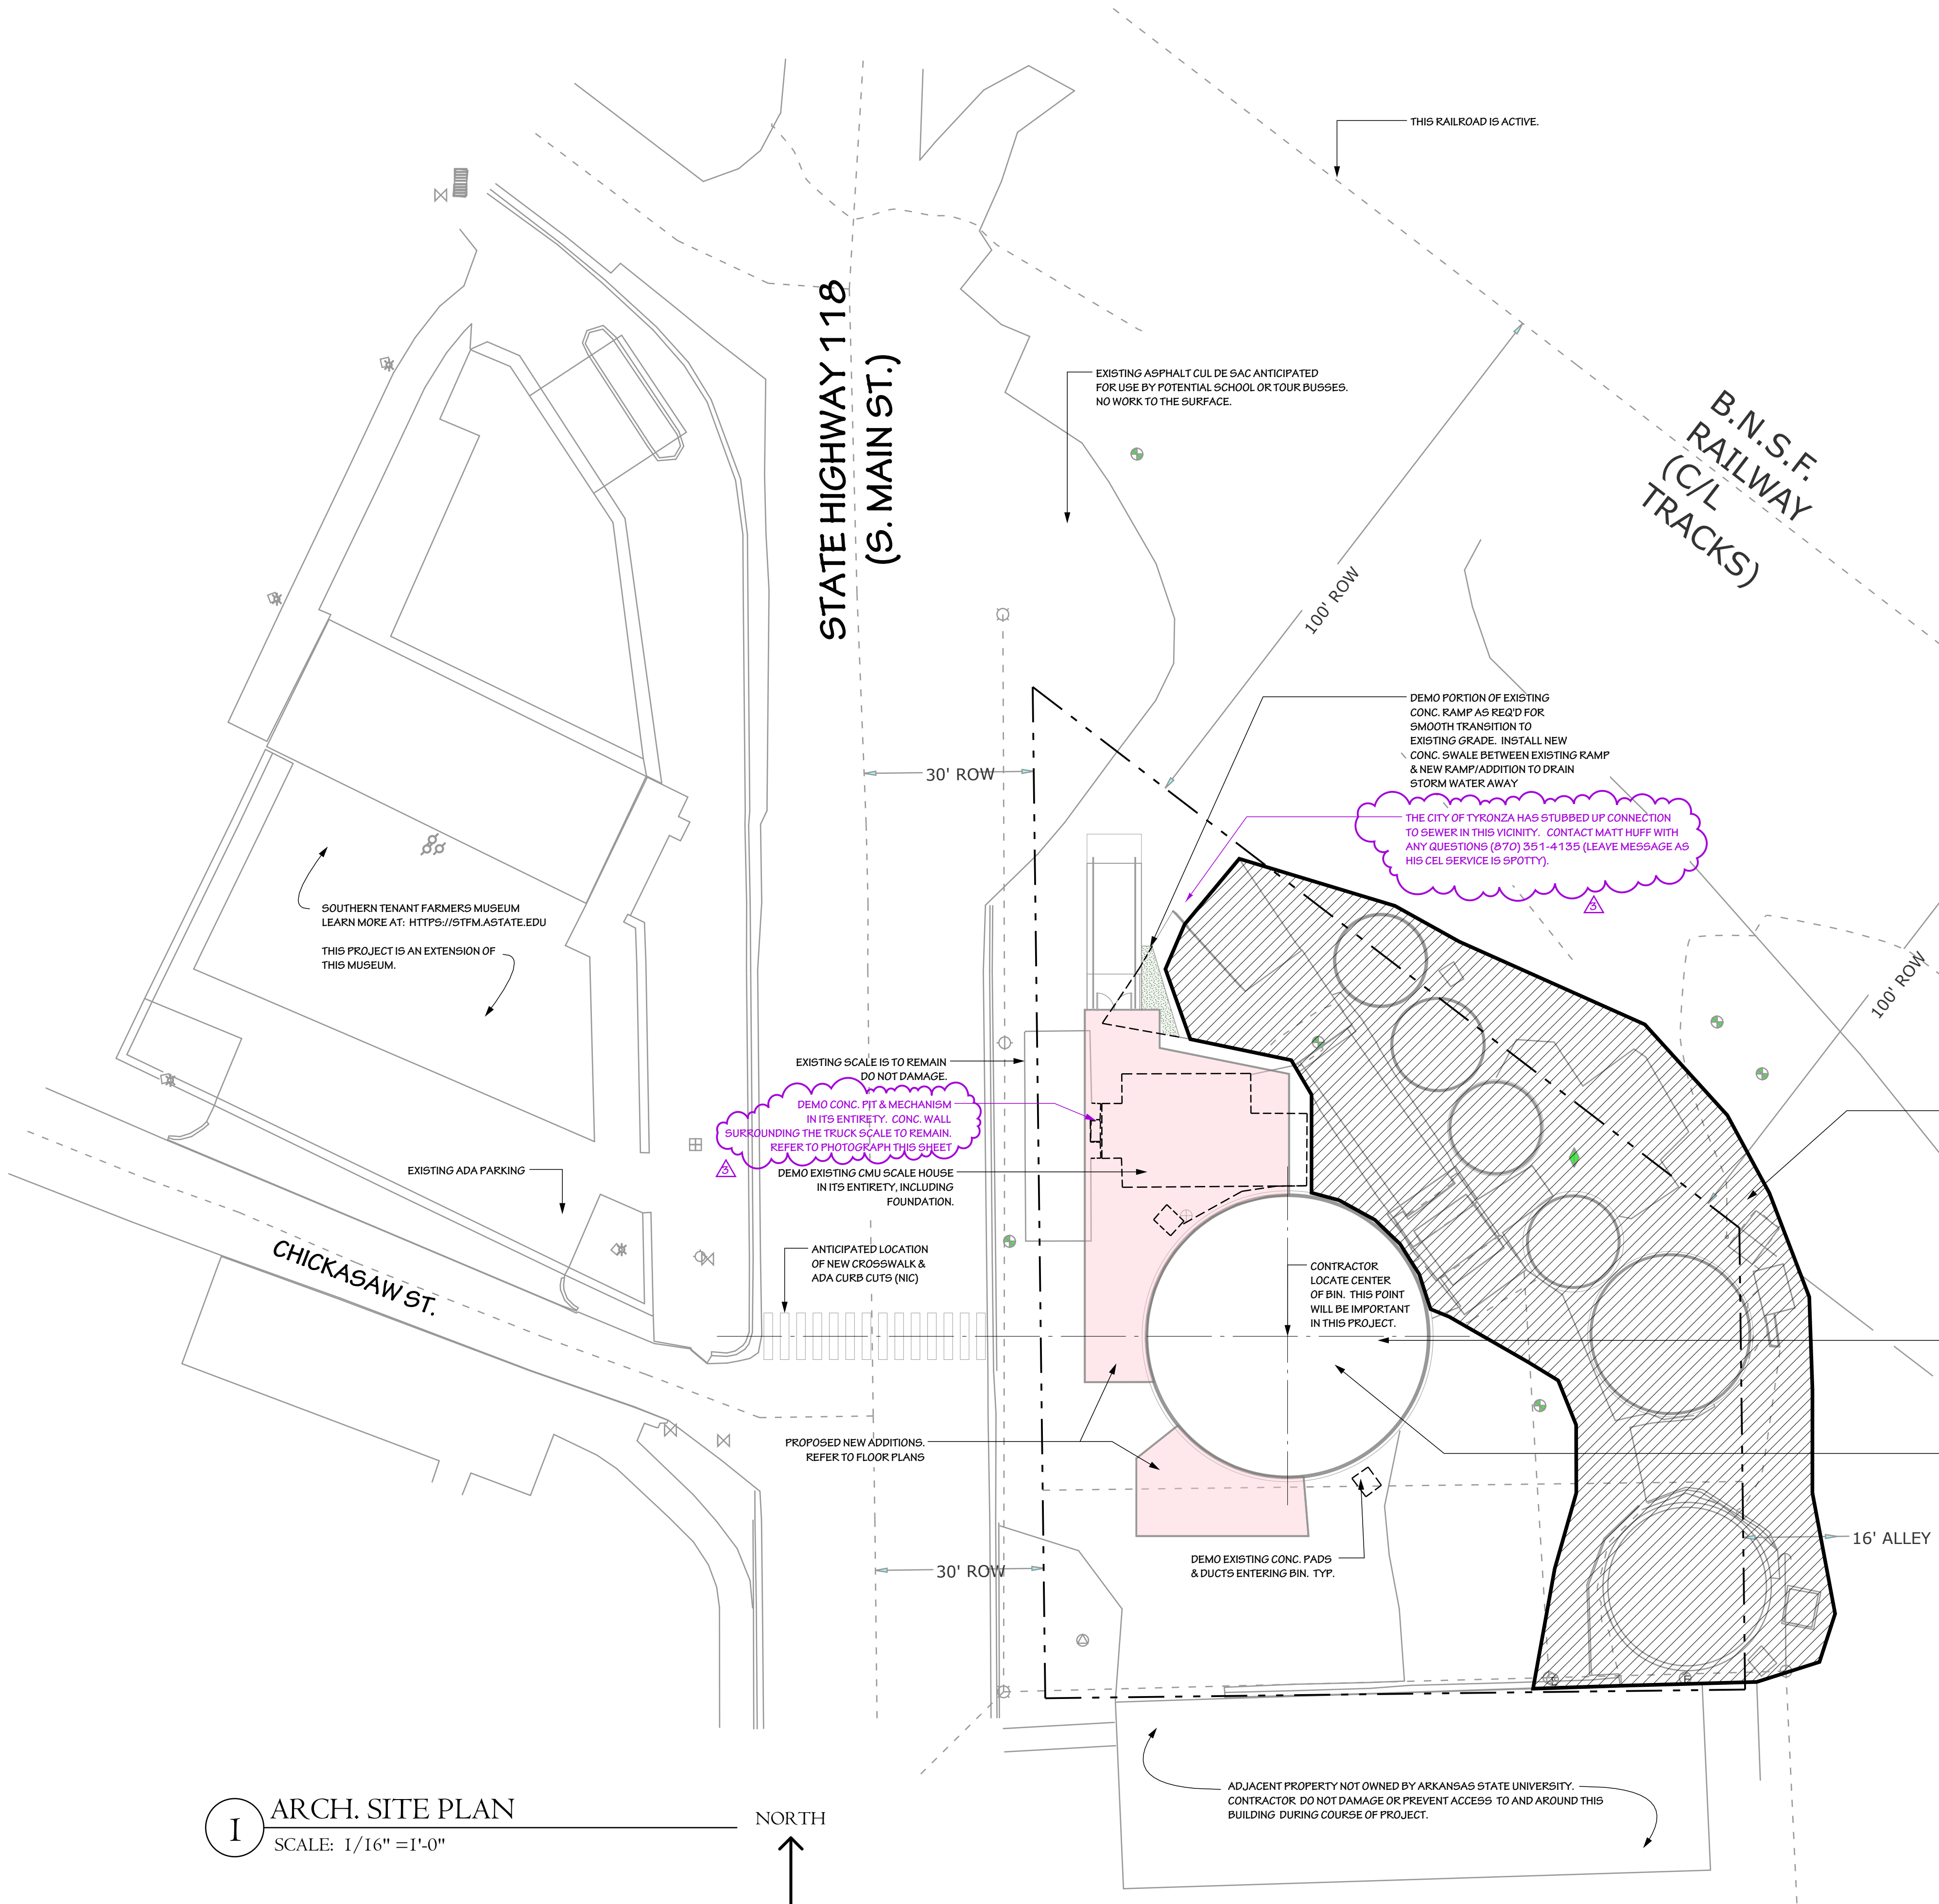 THIS RAILROAD IS ACTIVE.
STATE HIGHWAY 118
(S. MAIN ST.)
EXISTING ASPHALT CUL DE SAC ANTICIPATED
FOR USE BY POTENTIAL SCHOOL OR TOUR BUSSES.
NO WORK TO THE SURFACE.
B.N.S.F.
RAILWAY
(C/L
TRACKS)
100' ROW
30' ROW
DEMO PORTION OF EXISTING
CONC. RAMP AS REQ'D FOR
SMOOTH TRANSITION TO
EXISTING GRADE. INSTALL NEW
CONC. SWALE BETWEEN EXISTING RAMP
& NEW RAMP/ADDITION TO DRAIN
STORM WATER AWAY
THE CITY OF TYRONZA HAS STUBBED UP CONNECTION
TO SEWER IN THIS VICINITY. CONTACT MATT HUFF WITH
ANY QUESTIONS (870) 351-4135 (LEAVE MESSAGE AS
HIS CEL SERVICE IS SPOTTY).
3
SOUTHERN TENANT FARMERS MUSEUM
LEARN MORE AT: HTTPS://STFM.ASTATE.EDU
THIS PROJECT IS AN EXTENSION OF
THIS MUSEUM.
100' ROW
EXISTING SCALE IS TO REMAIN
DO NOT DAMAGE.
DEMO CONC. PIT & MECHANISM
IN ITS ENTIRETY. CONC. WALL
SURROUNDING THE TRUCK SCALE TO REMAIN.
REFER TO PHOTOGRAPH THIS SHEET
3
DEMO EXISTING CMU SCALE HOUSE
IN ITS ENTIRETY, INCLUDING
FOUNDATION.
EXISTING ADA PARKING
CHICKASAW ST.
ANTICIPATED LOCATION
OF NEW CROSSWALK &
ADA CURB CUTS (NIC)
CONTRACTOR
LOCATE CENTER
OF BIN. THIS POINT
WILL BE IMPORTANT
IN THIS PROJECT.
PROPOSED NEW ADDITIONS.
REFER TO FLOOR PLANS
30' ROW
DEMO EXISTING CONC. PADS
& DUCTS ENTERING BIN. TYP.
16' ALLEY
ADJACENT PROPERTY NOT OWNED BY ARKANSAS STATE UNIVERSITY.
CONTRACTOR DO NOT DAMAGE OR PREVENT ACCESS TO AND AROUND THIS
BUILDING DURING COURSE OF PROJECT.
1
ARCH. SITE PLAN
SCALE: 1/16" =1'-0"
NORTH